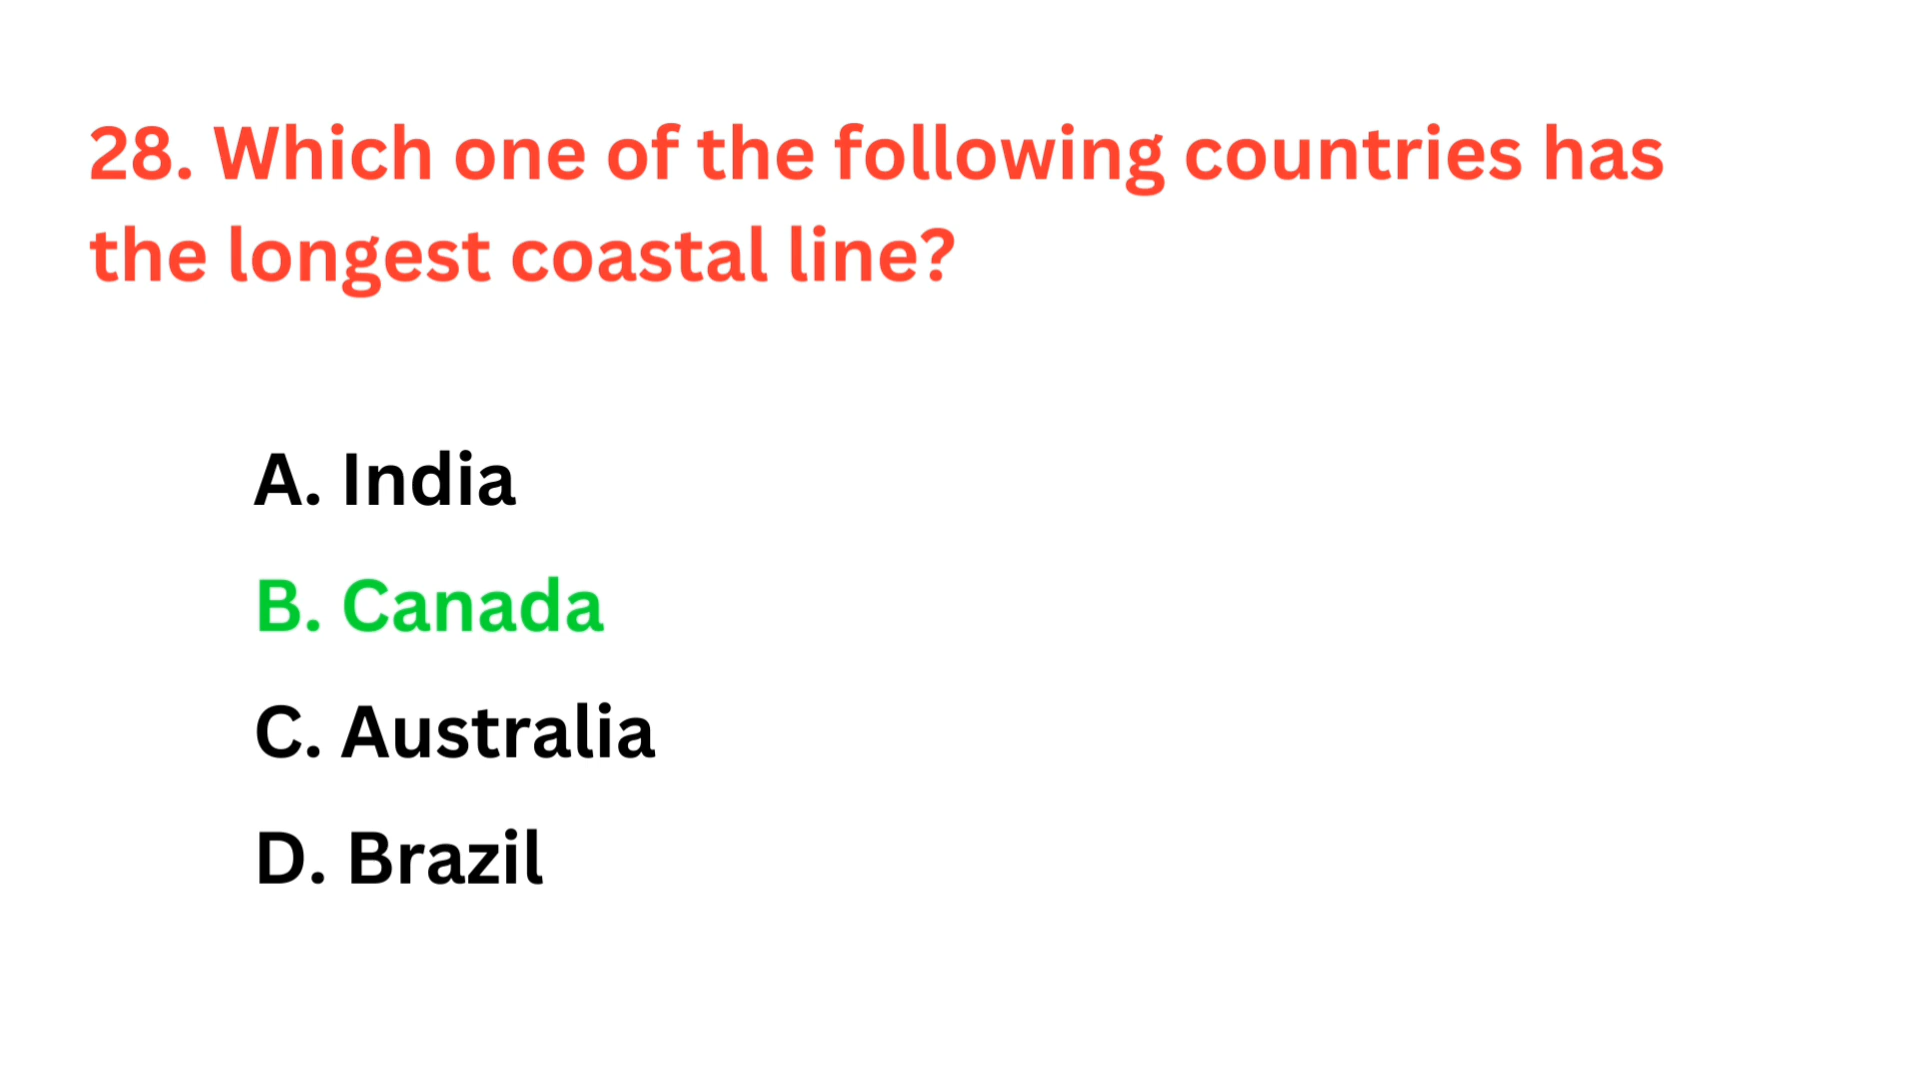 28. Which one of the following countries has
the longest coastal line?
A. India
B. Canada
C. Australia
D. Brazil